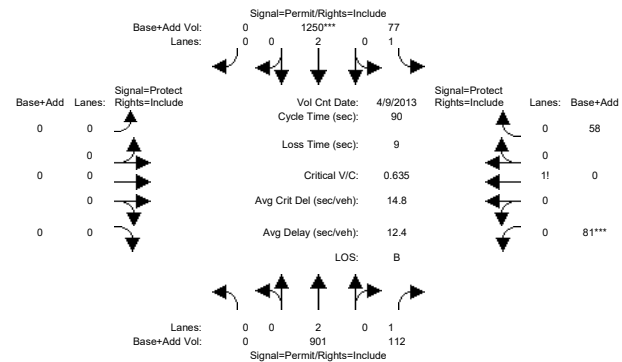 Signal=Permit/Rights=Include
Base+Add Vol: 0 1250*** 77
Lanes: 0 0 2 0 1
Signal=Protect Signal=Protect
Base+Add Lanes: Rights=Include Vol Cnt Date: 4/9/2013 Rights=Include Lanes: Base+Add
Cycle Time (sec): 90
0 0 0 58
Loss Time (sec): 9
0 0
0 0 Critical V/C: 0.635 1! 0
0 Avg Crit Del (sec/veh): 14.8 0
0 0 Avg Delay (sec/veh): 12.4 0 81***
LOS: B
Lanes: 0 0 2 0 1
Base+Add Vol: 0 901 112
Signal=Permit/Rights=Include